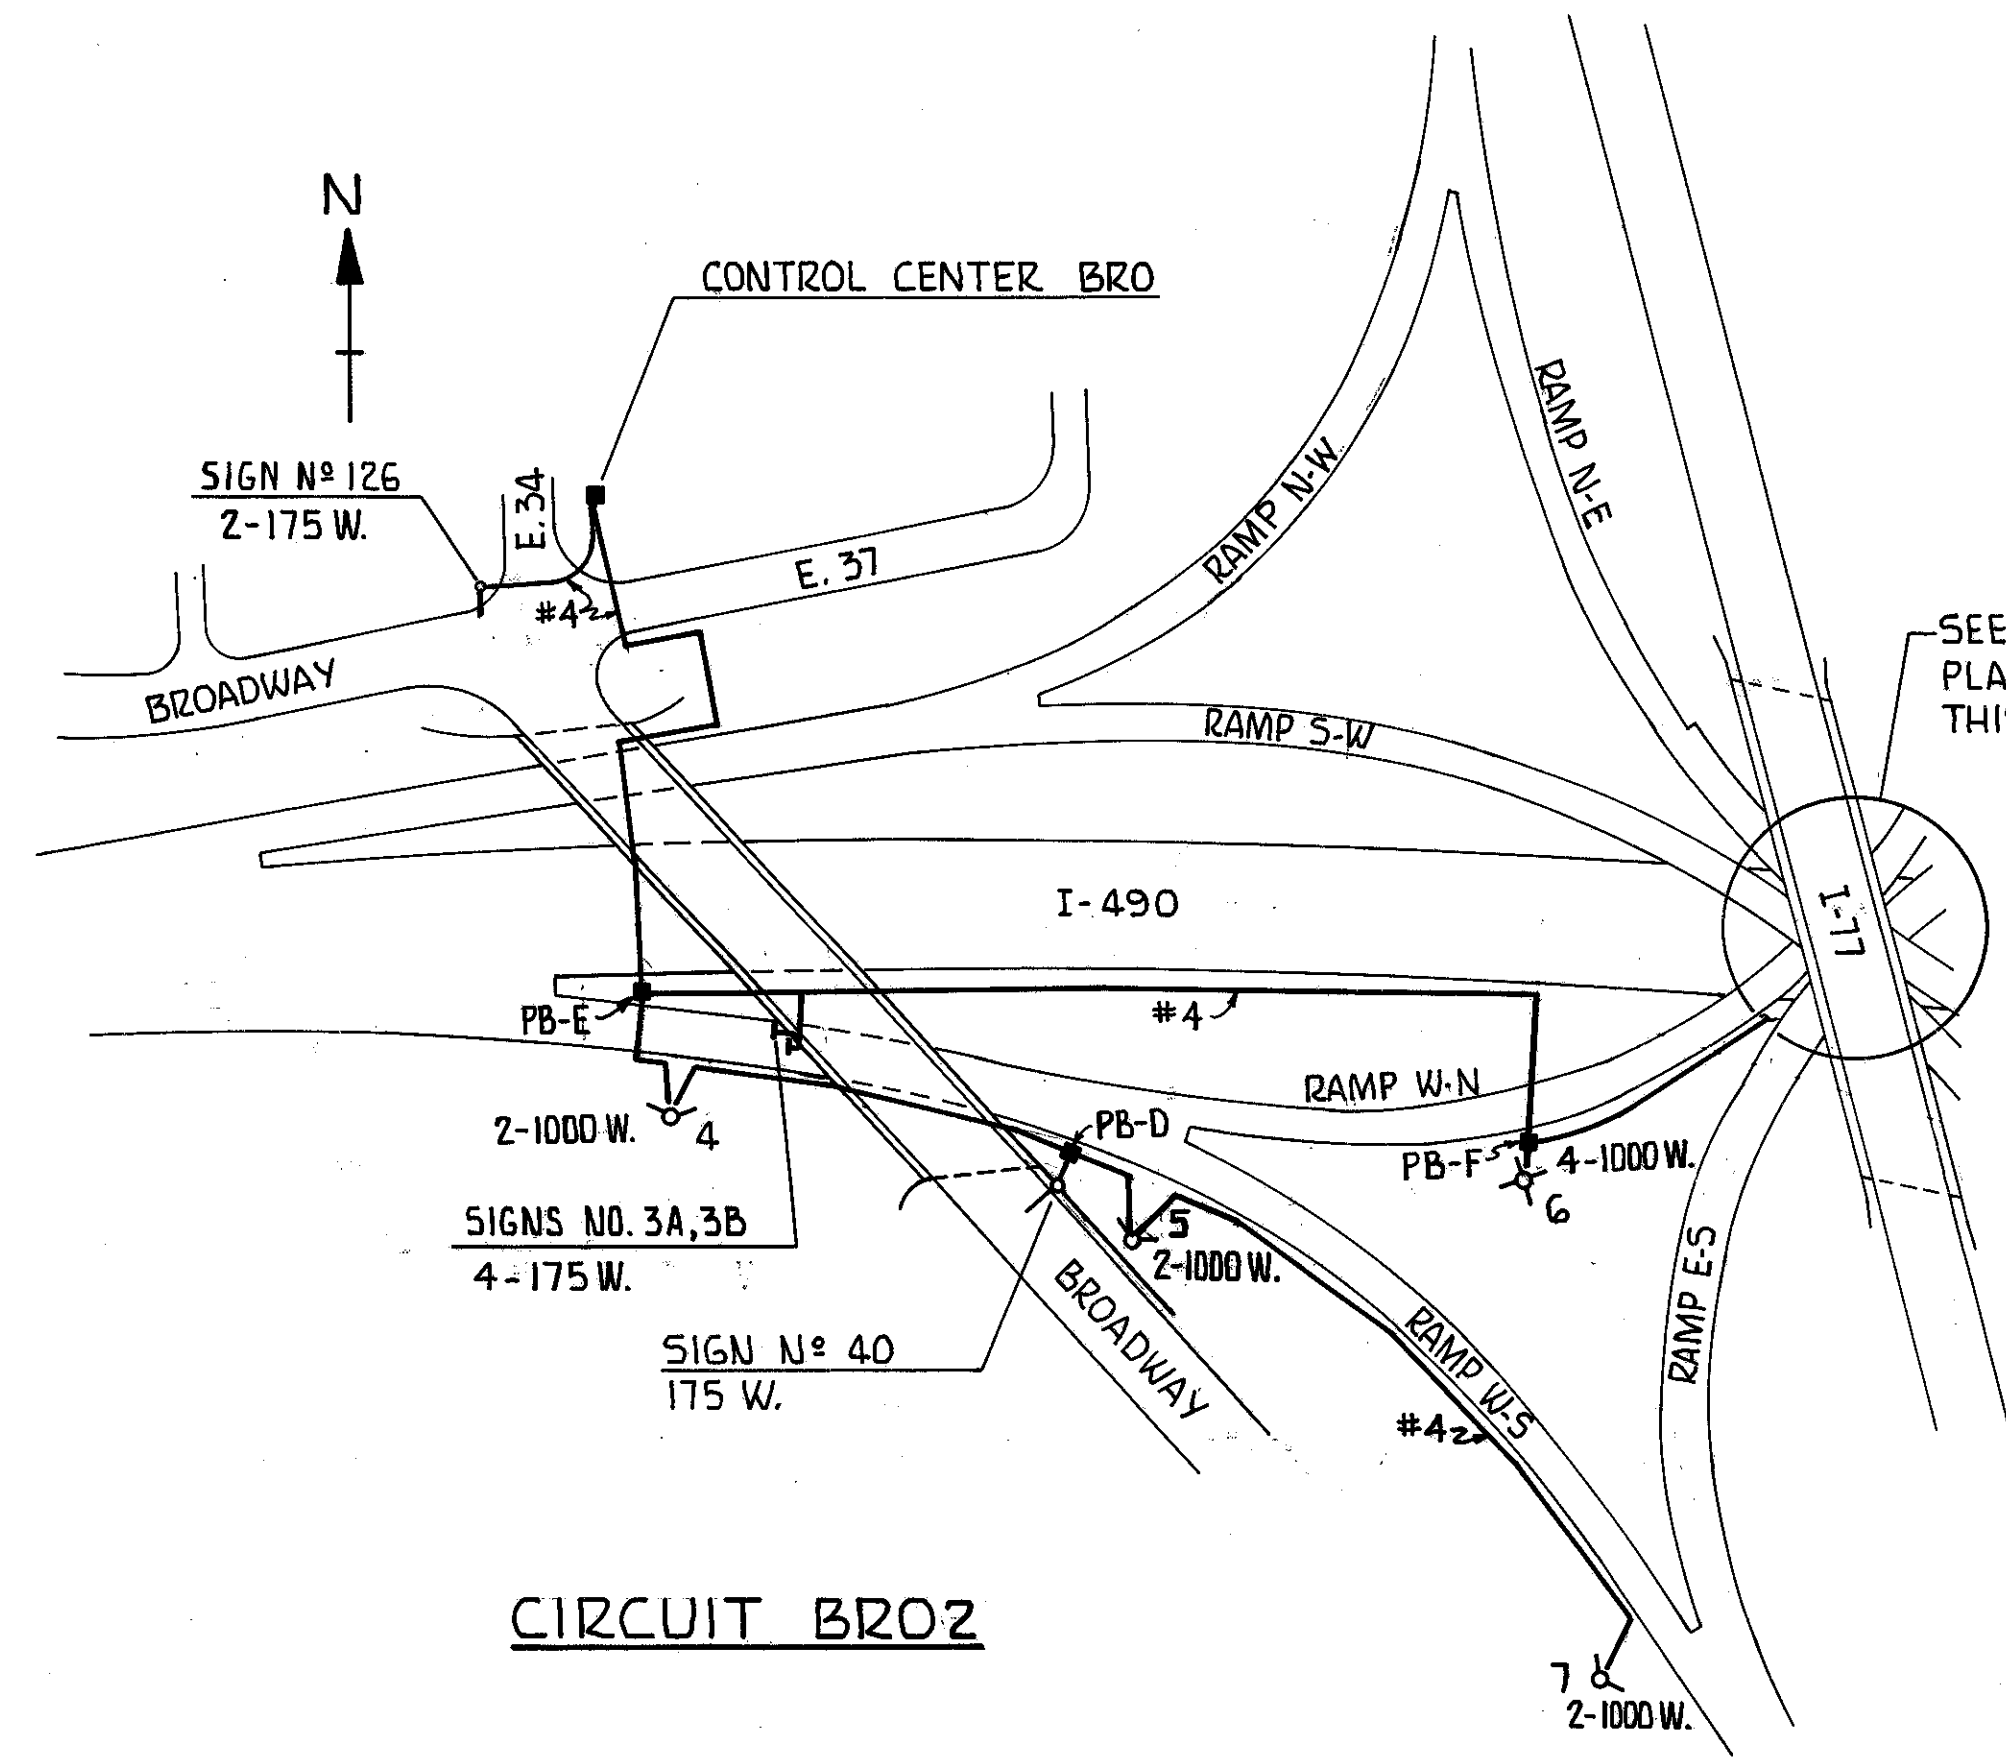 N
CONTROL CENTER BRO
SIGN Nº 126
2-175 W.
E. 34
E. 37
#4
BROADWAY
RAMP N-W
RAMP N-E
SEE
PLA
THI
RAMP S-W
I-490
I-77
PB-E
#4
RAMP W-N
2-1000 W.
4
PB-D
PB-F
4-1000 W.
6
SIGNS NO. 3A,3B
4-175 W.
5
2-1000 W.
SIGN Nº 40
175 W.
BROADWAY
RAMP W-S
RAMP E-S
#4
CIRCUIT BRO2
7
2-1000 W.